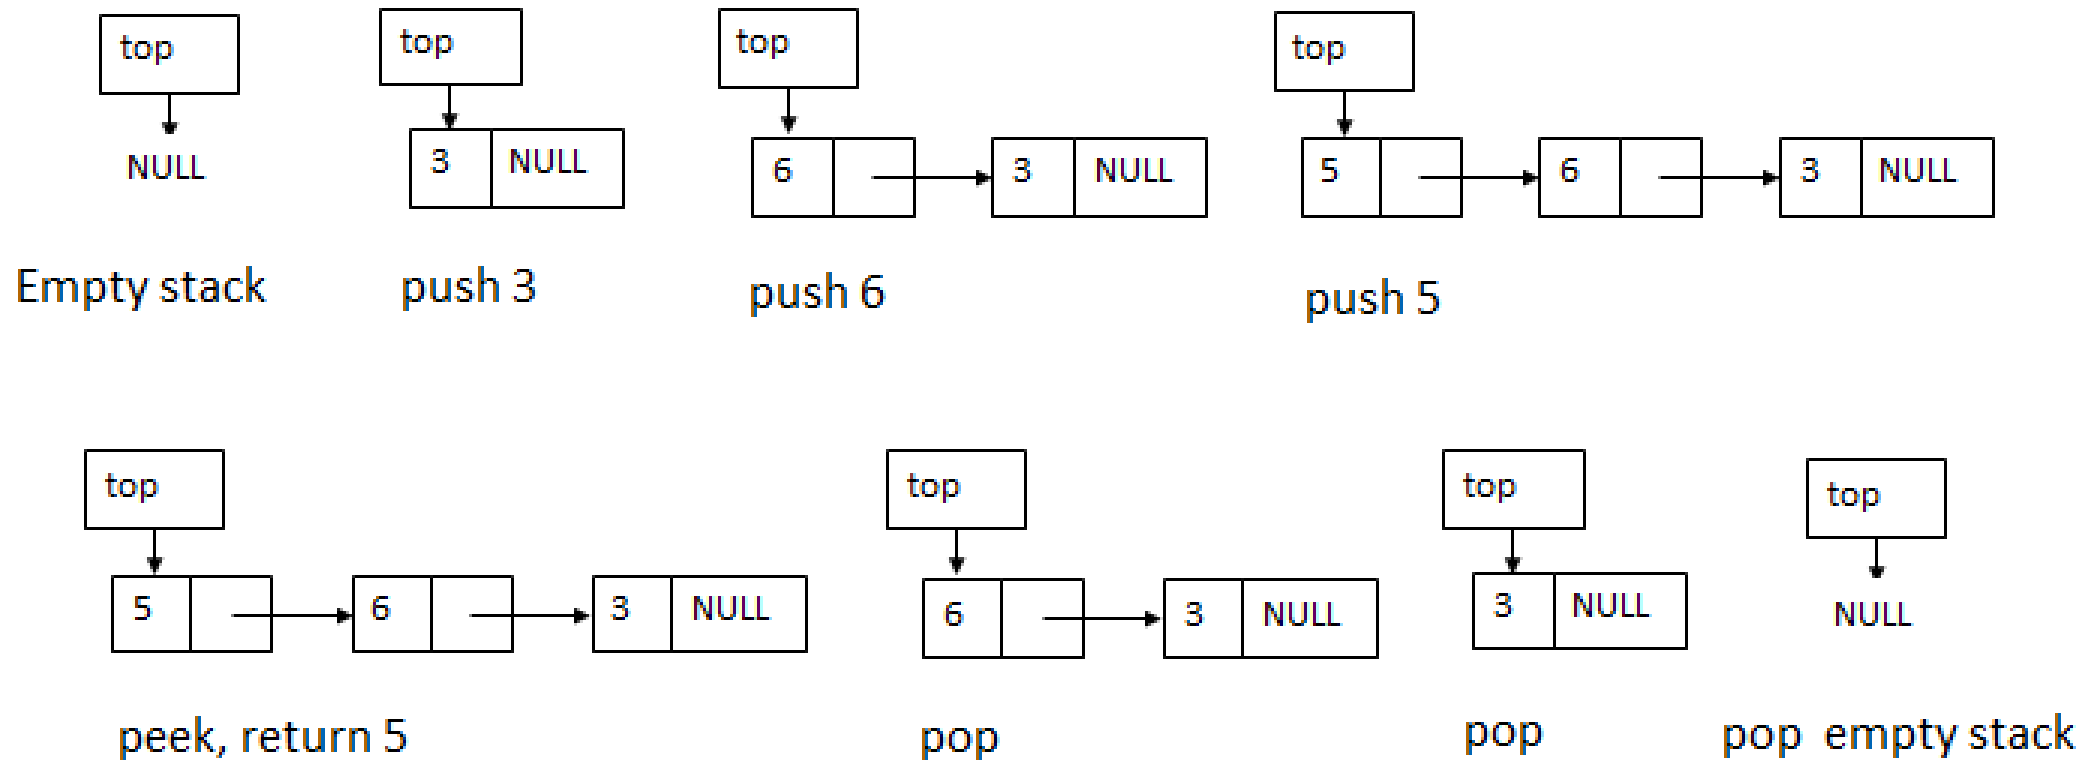 top
top
top
top
NULL
3 NULL
6 3 NULL
5 6 3 NULL
Empty stack
push 3
push 6
push 5
top
top
top
top
5 6 3 NULL
6 3 NULL
3 NULL
NULL
peek, return 5
pop
pop
pop empty stack